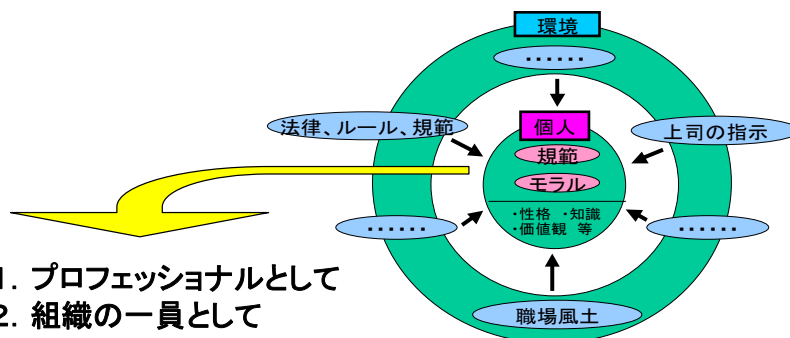 環境
‥‥‥
法律、ルール、規範
個人
上司の指示
規範
モラル
・性格 ・知識
・価値観 等
‥‥‥
‥‥‥
1. プロフェッショナルとして
2. 組織の一員として
職場風土